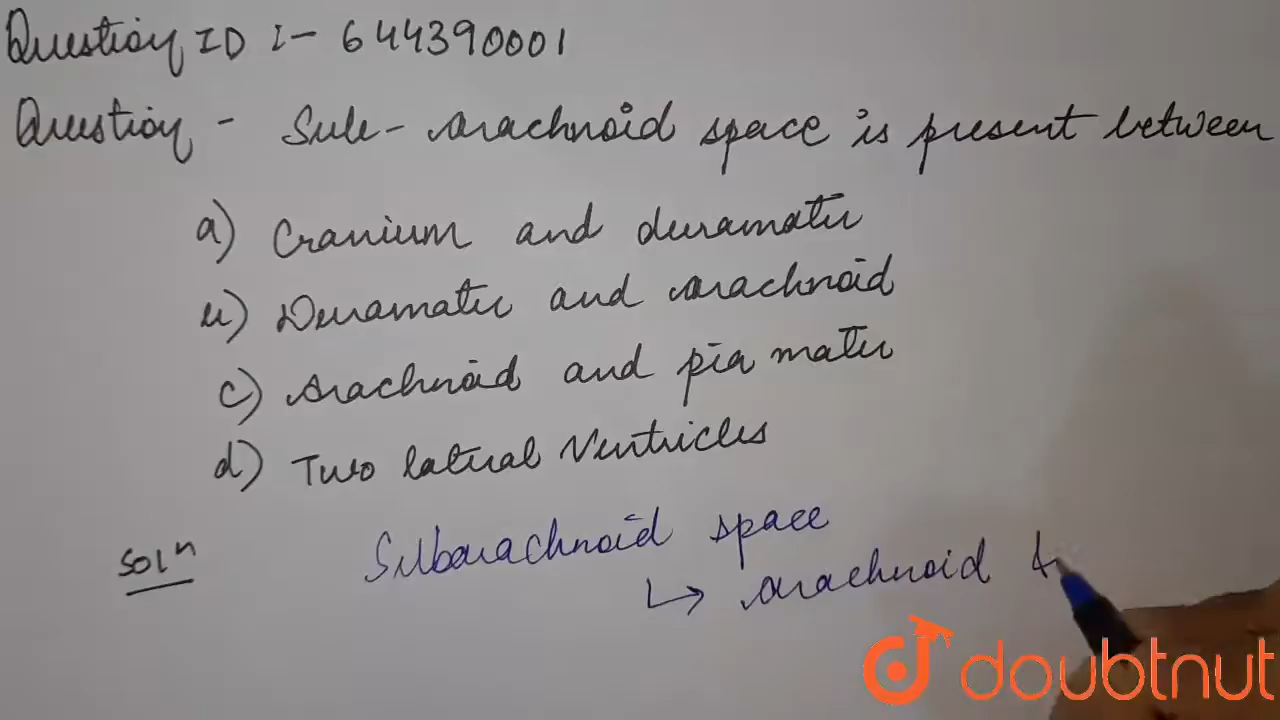 Question ID :- 644390001
Question - Sub-arachnoid space is present between
a) Cranium and duramater
b) Duramater and arachnoid
c) Arachnoid and pia mater
d) Two lateral Ventricles
Solⁿ
Subarachnoid space
↳ arachnoid &
doubtnut